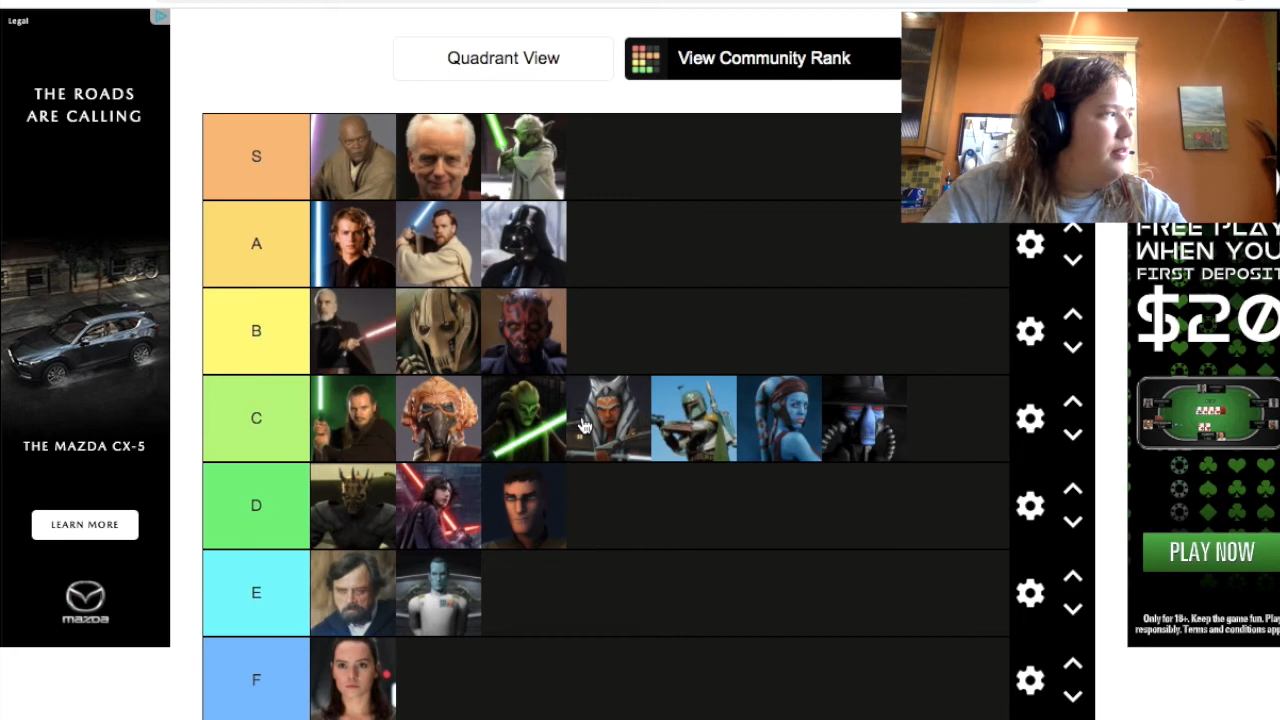 Legal
THE ROADS
ARE CALLING
THE MAZDA CX-5
LEARN MORE
mazda
Quadrant View
View Community Rank
S
A
B
C
D
E
F
FREE PLAY
WHEN YOU
FIRST DEPOSIT
$20
PLAY NOW
Only for 18+. Keep the game fun. Play
responsibly. Terms and conditions app